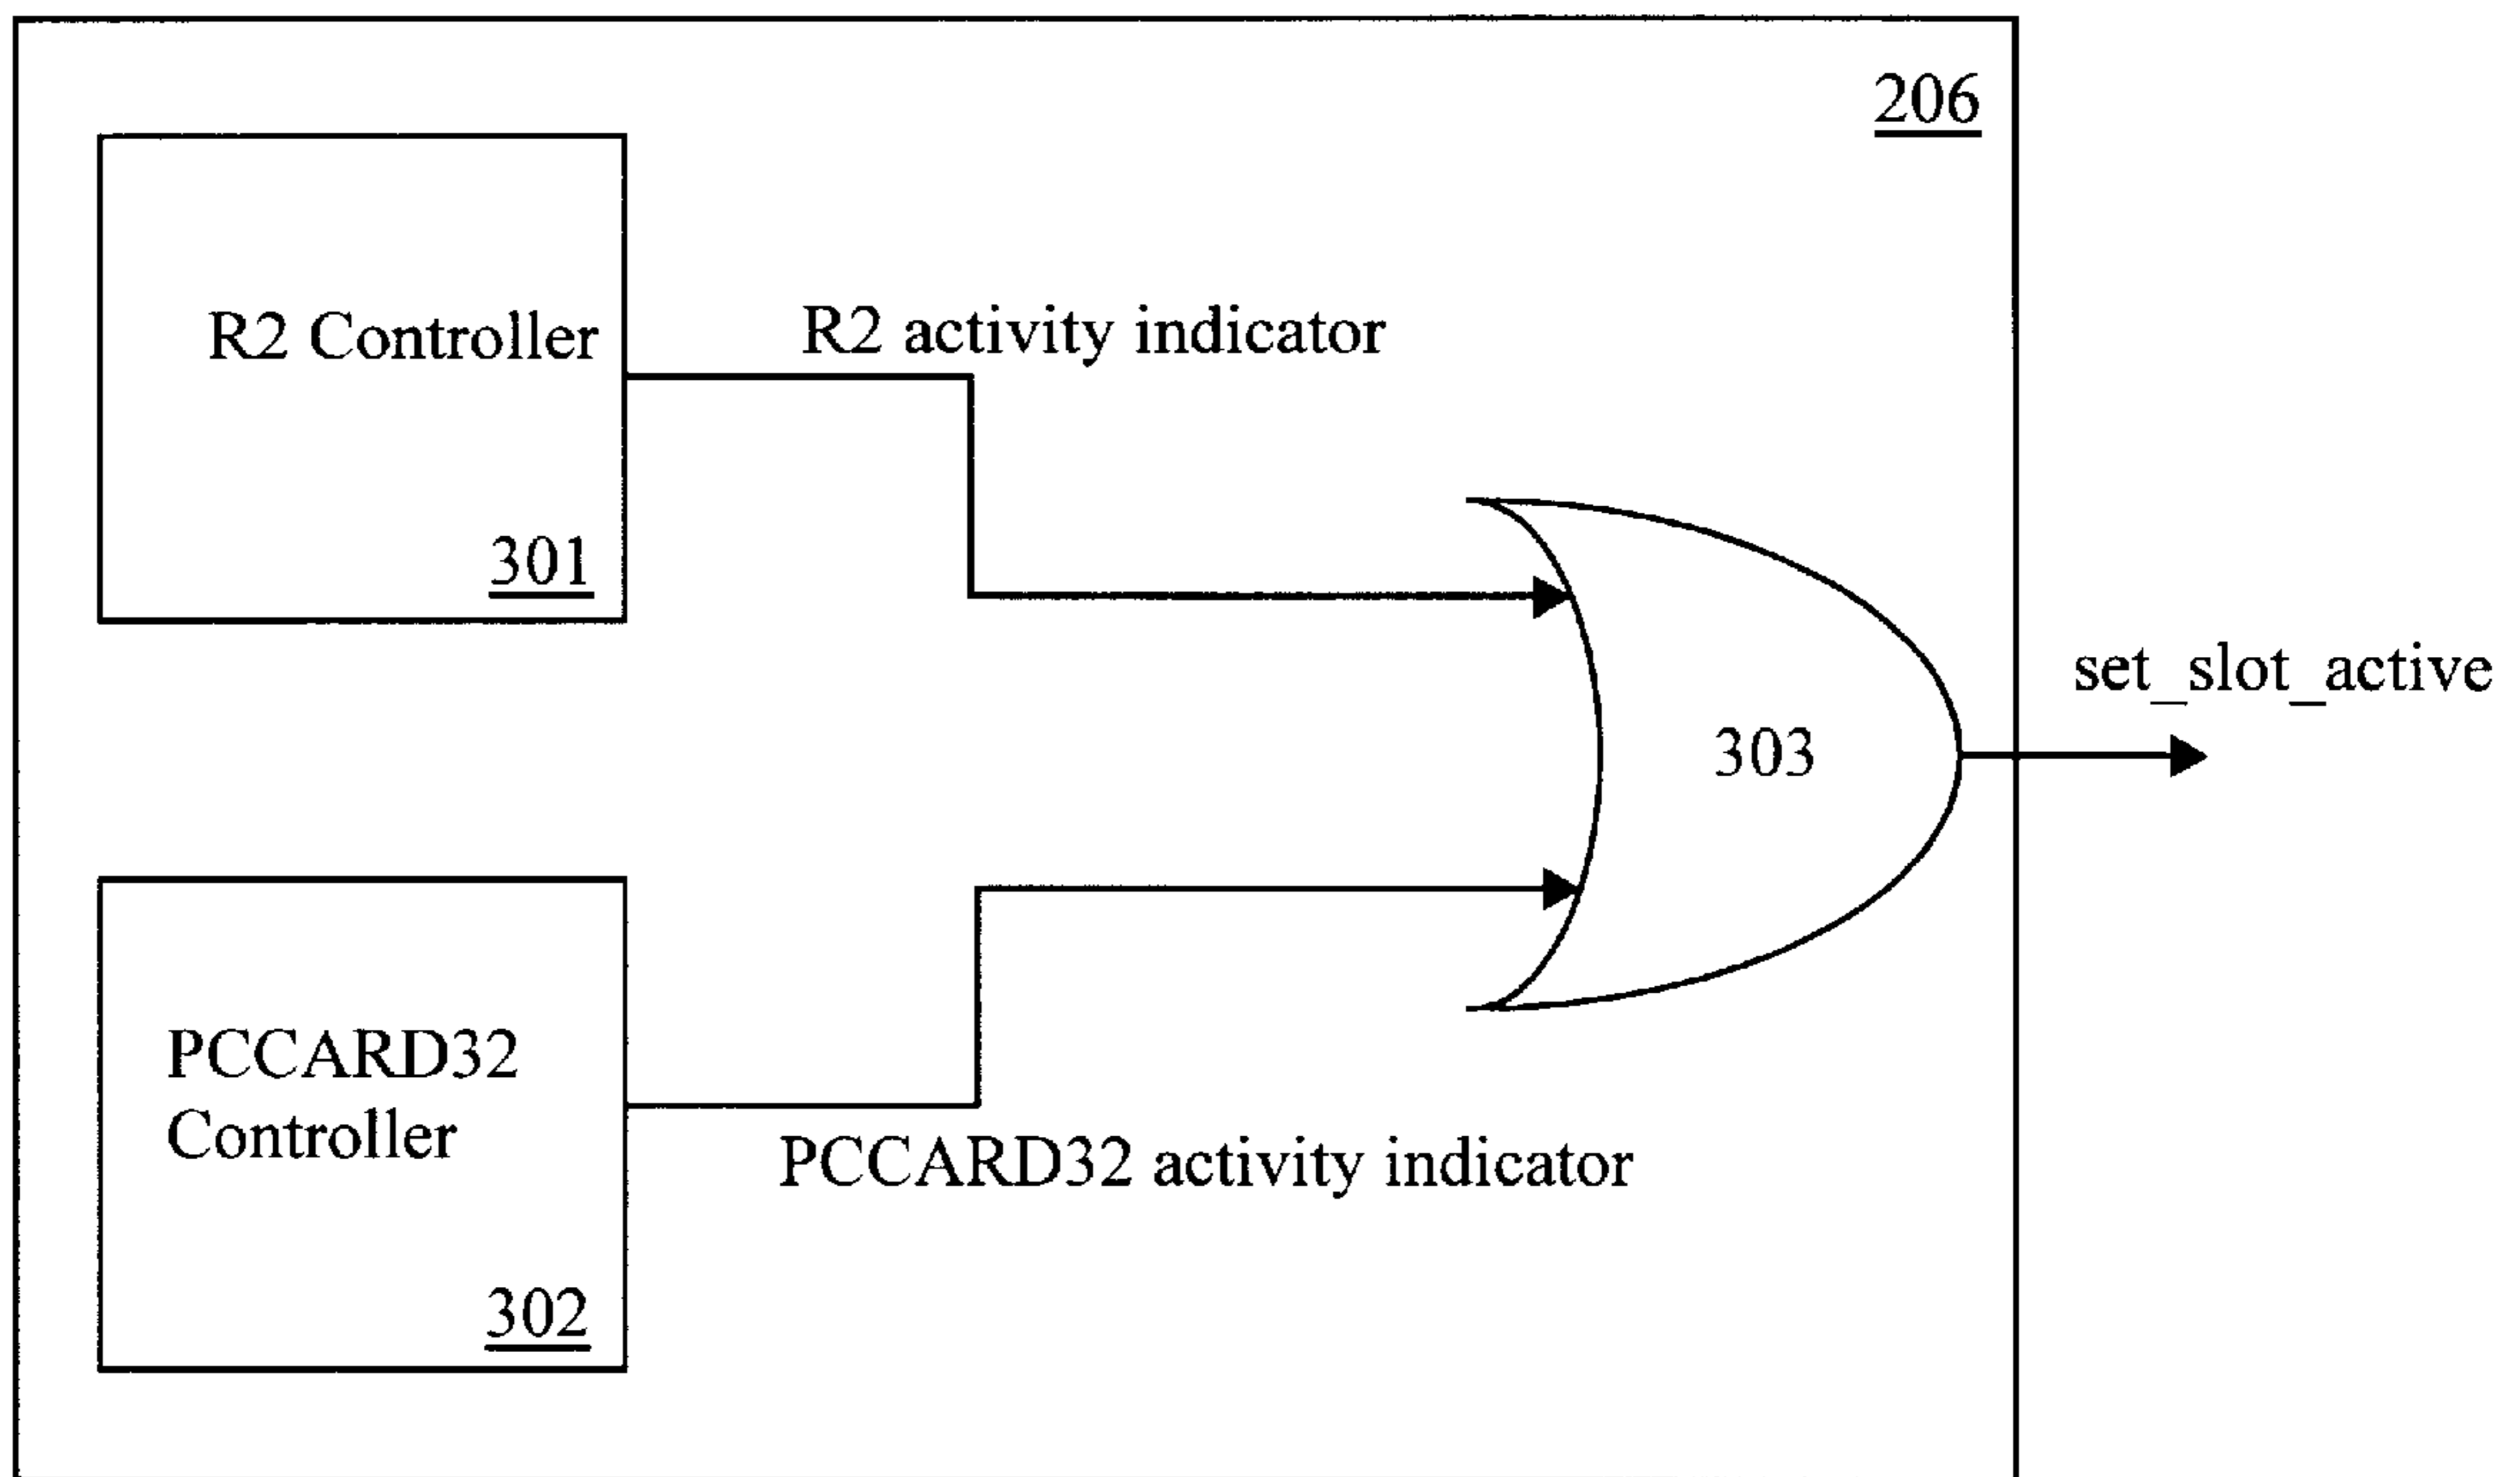 206
R2 Controller
R2 activity indicator
301
set_slot_active
303
PCCARD32
Controller
PCCARD32 activity indicator
302